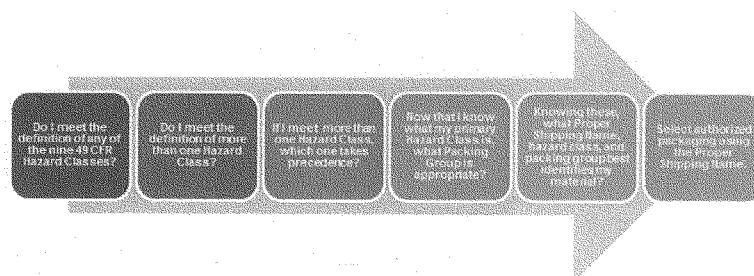 Do I meet the
definition of any of
the nine 49 CFR
Hazard Classes?
Do I meet the
definition of more
than one Hazard
Class?
If I meet more than
one Hazard Class,
which one takes
precedence?
Now that I know
what my primary
Hazard Class is,
what Packing
Group is
appropriate?
Knowing these,
what Proper
Shipping Name,
hazard class, and
packing group best
identifies my
material?
Select authorized
packaging using
the Proper
Shipping Name